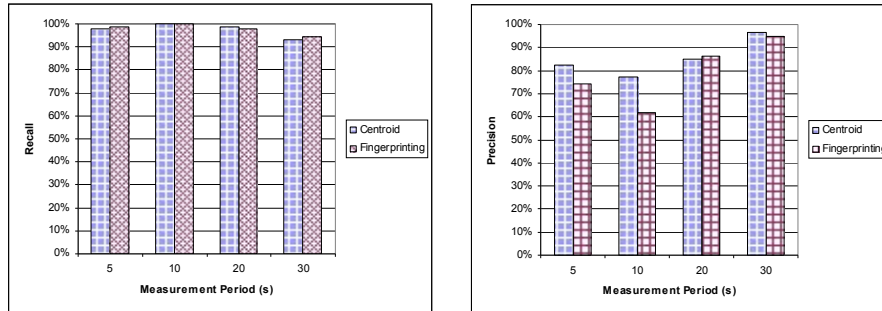 100%
90%
80%
70%
60%
50%
40%
30%
20%
10%
0%
Recall
5 10 20 30
Measurement Period (s)
Centroid
Fingerprinting
100%
90%
80%
70%
60%
50%
40%
30%
20%
10%
0%
Precision
5 10 20 30
Measurement Period (s)
Centroid
Fingerprinting